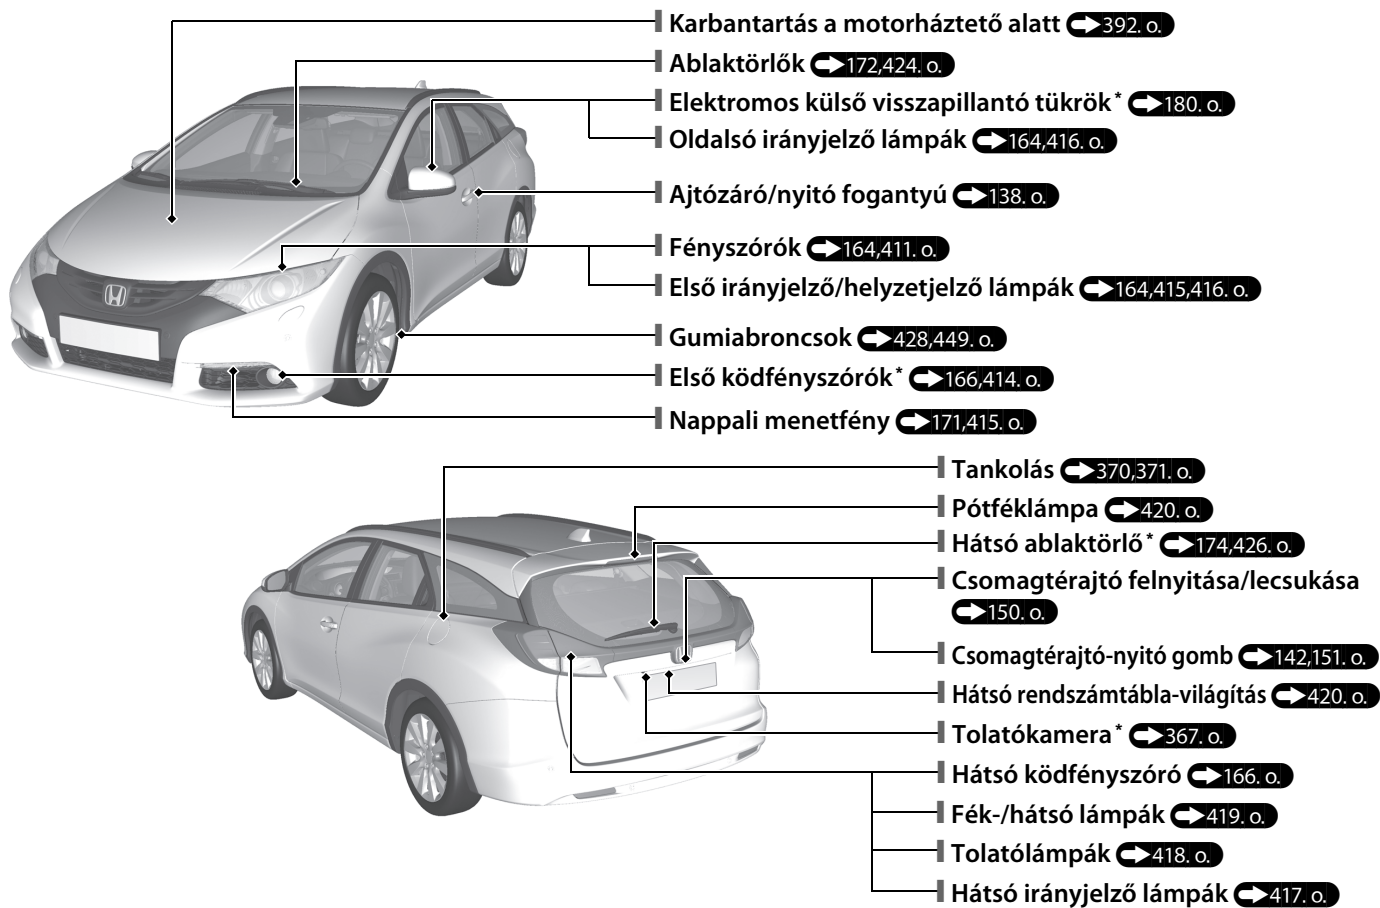 Karbantartás a motorháztető alatt 392. o.
Ablaktörlők 172,424. o.
Elektromos külső visszapillantó tükrök* 180. o.
Oldalsó irányjelző lámpák 164,416. o.
Ajtózáró/nyitó fogantyú 138. o.
Fényszórók 164,411. o.
Első irányjelző/helyzetjelző lámpák 164,415,416. o.
Gumiabroncsok 428,449. o.
Első ködfényszórók* 166,414. o.
Nappali menetfény 171,415. o.
Tankolás 370,371. o.
Pótféklámpa 420. o.
Hátsó ablaktörlő* 174,426. o.
Csomagtérajtó felnyitása/lecsukása
150. o.
Csomagtérajtó-nyitó gomb 142,151. o.
Hátsó rendszámtábla-világítás 420. o.
Tolatókamera* 367. o.
Hátsó ködfényszóró 166. o.
Fék-/hátsó lámpák 419. o.
Tolatólámpák 418. o.
Hátsó irányjelző lámpák 417. o.